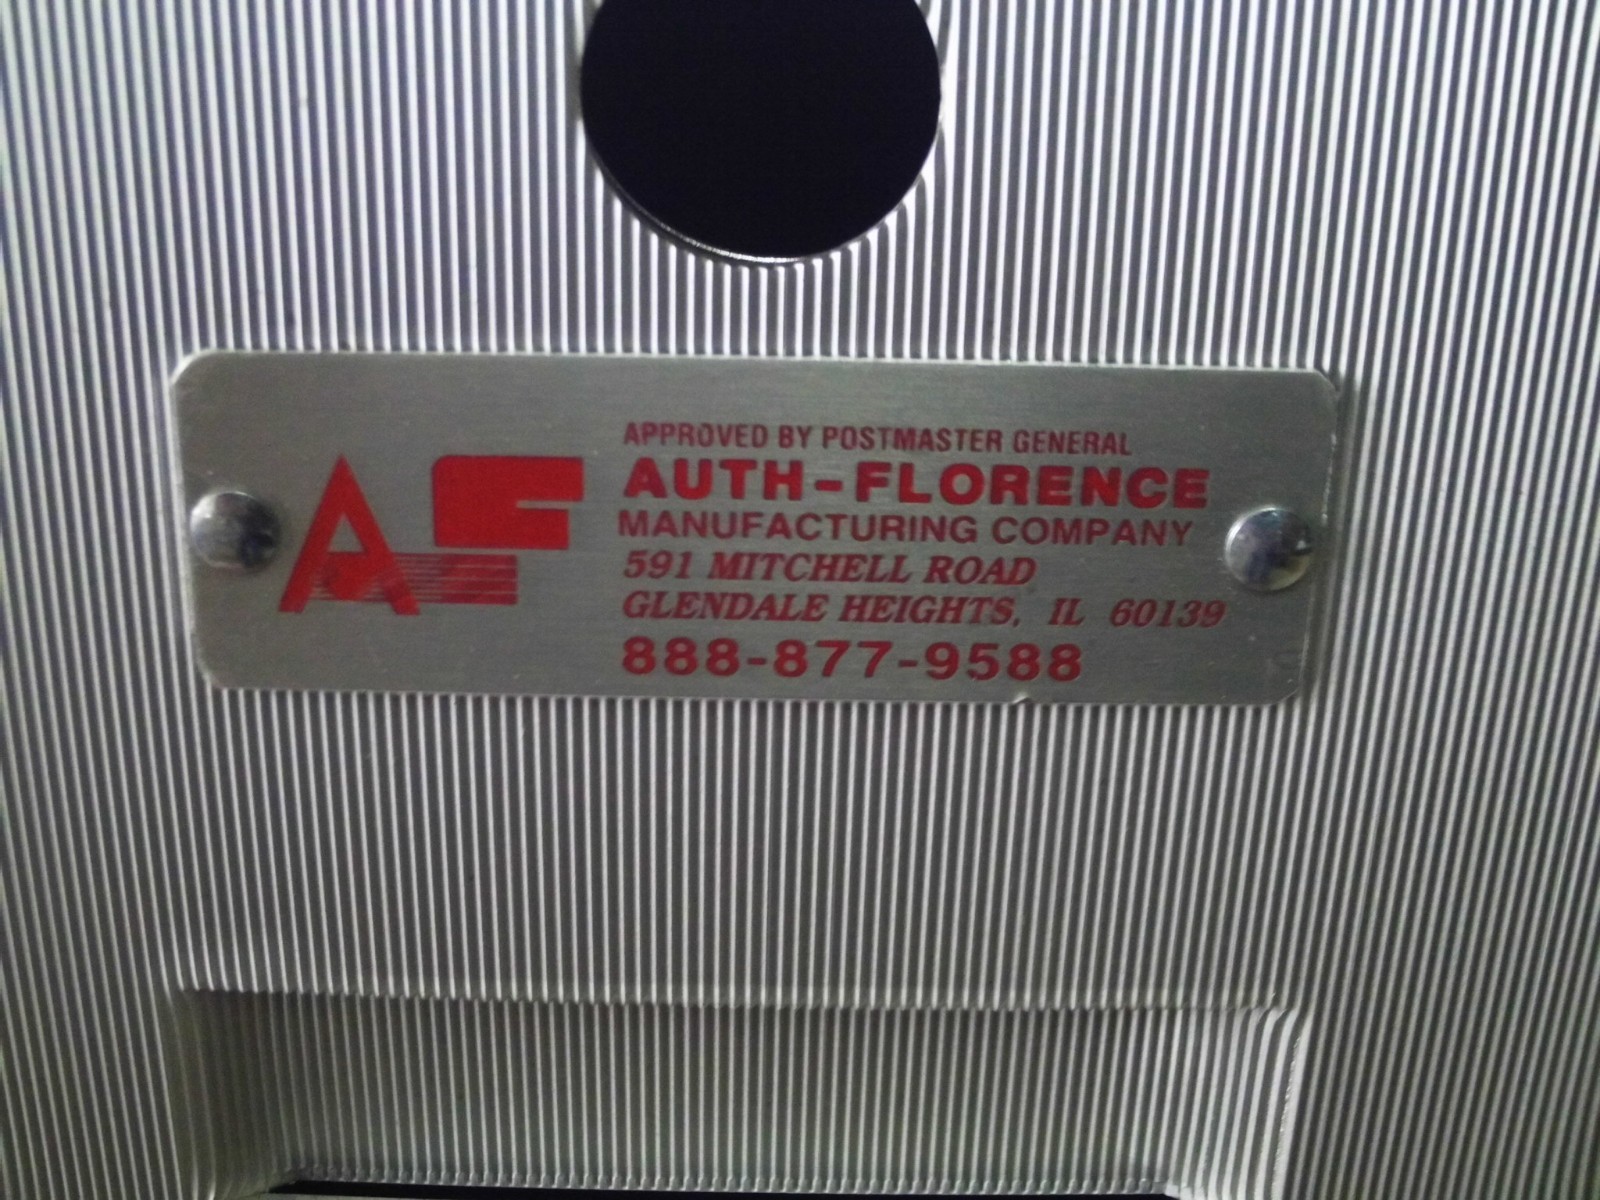 APPROVED BY POSTMASTER GENERAL
AUTH-FLORENCE
MANUFACTURING COMPANY
591 MITCHELL ROAD
GLENDALE HEIGHTS, IL 60139
888-877-9588